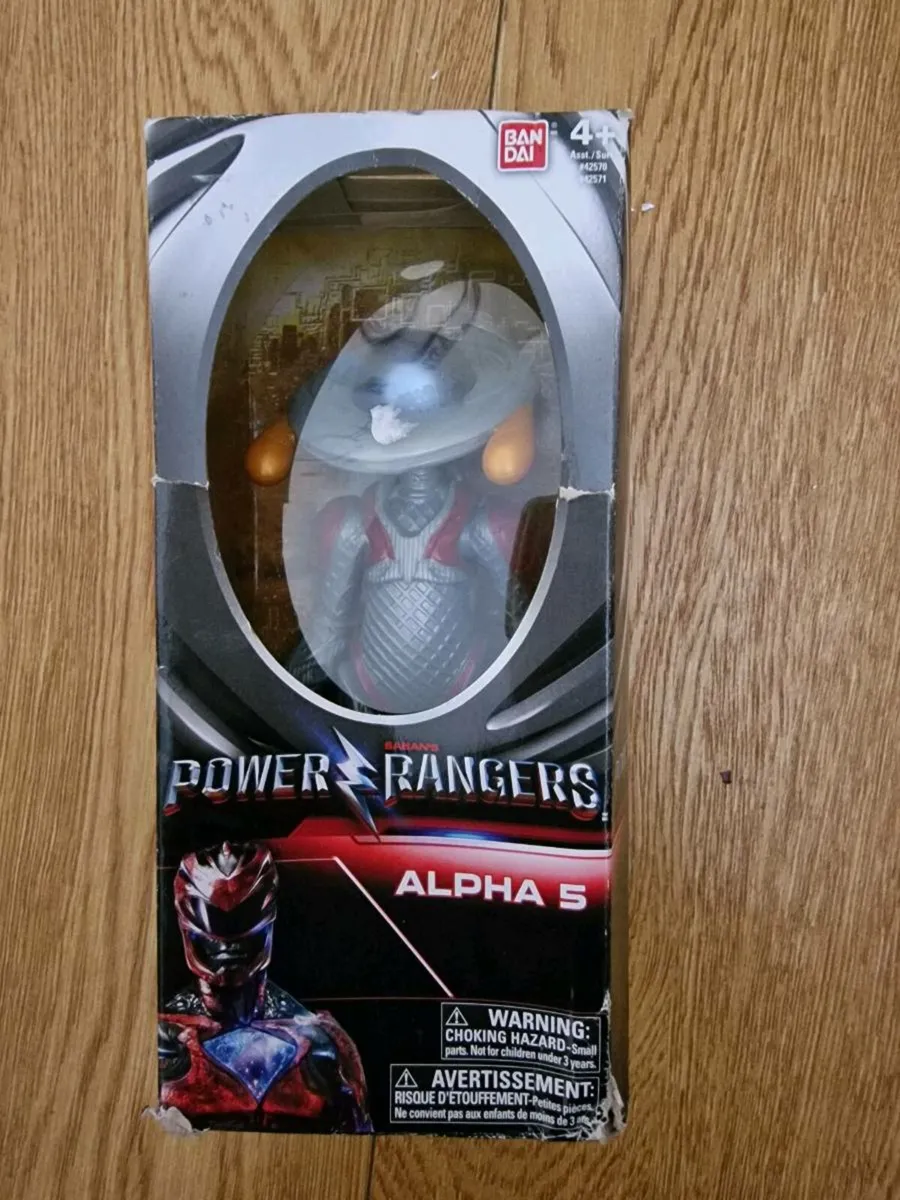 BAN
DAI
®
4+
Asst./
#42570
#42571
SABAN'S
POWER RANGERS
ALPHA 5
WARNING:
CHOKING HAZARD-Small
parts. Not for children under 3 years.
AVERTISSEMENT:
RISQUE D'ÉTOUFFEMENT-Petites pièces.
Ne convient pas aux enfants de moins de 3